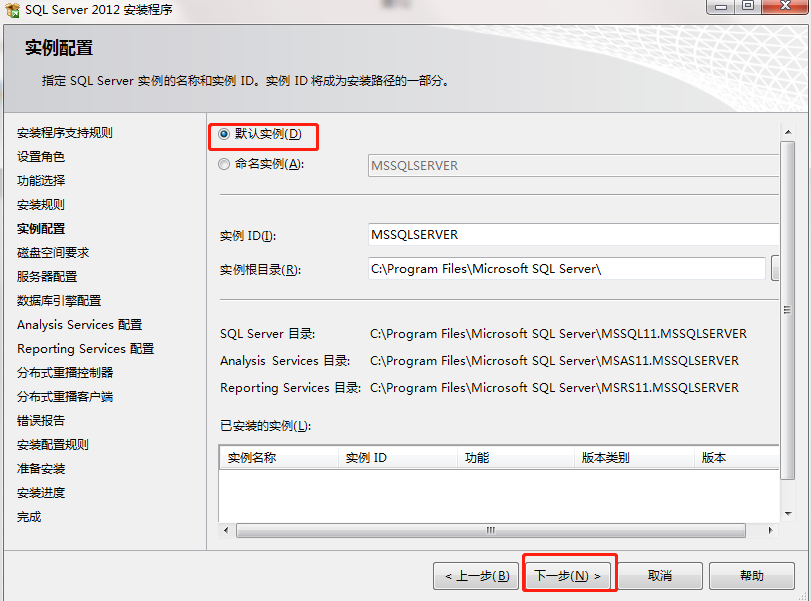 SQL Server 2012 安装程序
实例配置
指定 SQL Server 实例的名称和实例 ID。实例 ID 将成为安装路径的一部分。
安装程序支持规则
设置角色
功能选择
安装规则
实例配置
磁盘空间要求
服务器配置
数据库引擎配置
Analysis Services 配置
Reporting Services 配置
分布式重播控制器
分布式重播客户端
错误报告
安装配置规则
准备安装
安装进度
完成
默认实例(D)
命名实例(A): MSSQLSERVER
实例 ID(I): MSSQLSERVER
实例根目录(R): C:\Program Files\Microsoft SQL Server\
SQL Server 目录: C:\Program Files\Microsoft SQL Server\MSSQL11.MSSQLSERVER
Analysis Services 目录: C:\Program Files\Microsoft SQL Server\MSAS11.MSSQLSERVER
Reporting Services 目录: C:\Program Files\Microsoft SQL Server\MSRS11.MSSQLSERVER
已安装的实例(L):
实例名称 实例 ID 功能 版本类别 版本
< 上一步(B) 下一步(N) > 取消 帮助